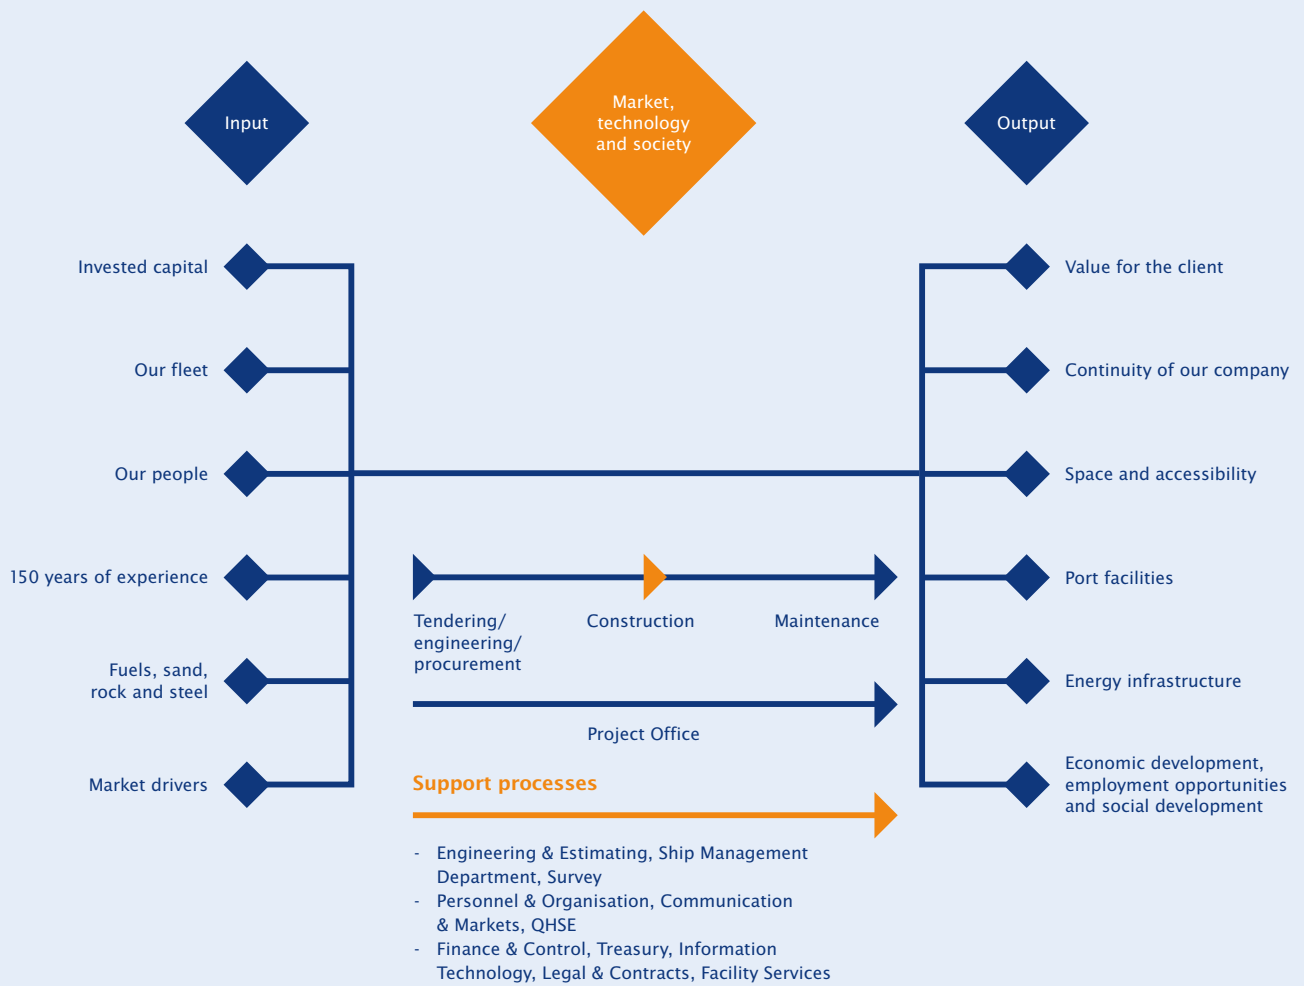 Input
Market,
technology
and society
Output
Invested capital
Our fleet
Our people
150 years of experience
Fuels, sand,
rock and steel
Market drivers
Tendering/
engineering/
procurement
Construction
Maintenance
Project Office
Support processes
- Engineering & Estimating, Ship Management
Department, Survey
- Personnel & Organisation, Communication
& Markets, QHSE
- Finance & Control, Treasury, Information
Technology, Legal & Contracts, Facility Services
Value for the client
Continuity of our company
Space and accessibility
Port facilities
Energy infrastructure
Economic development,
employment opportunities
and social development